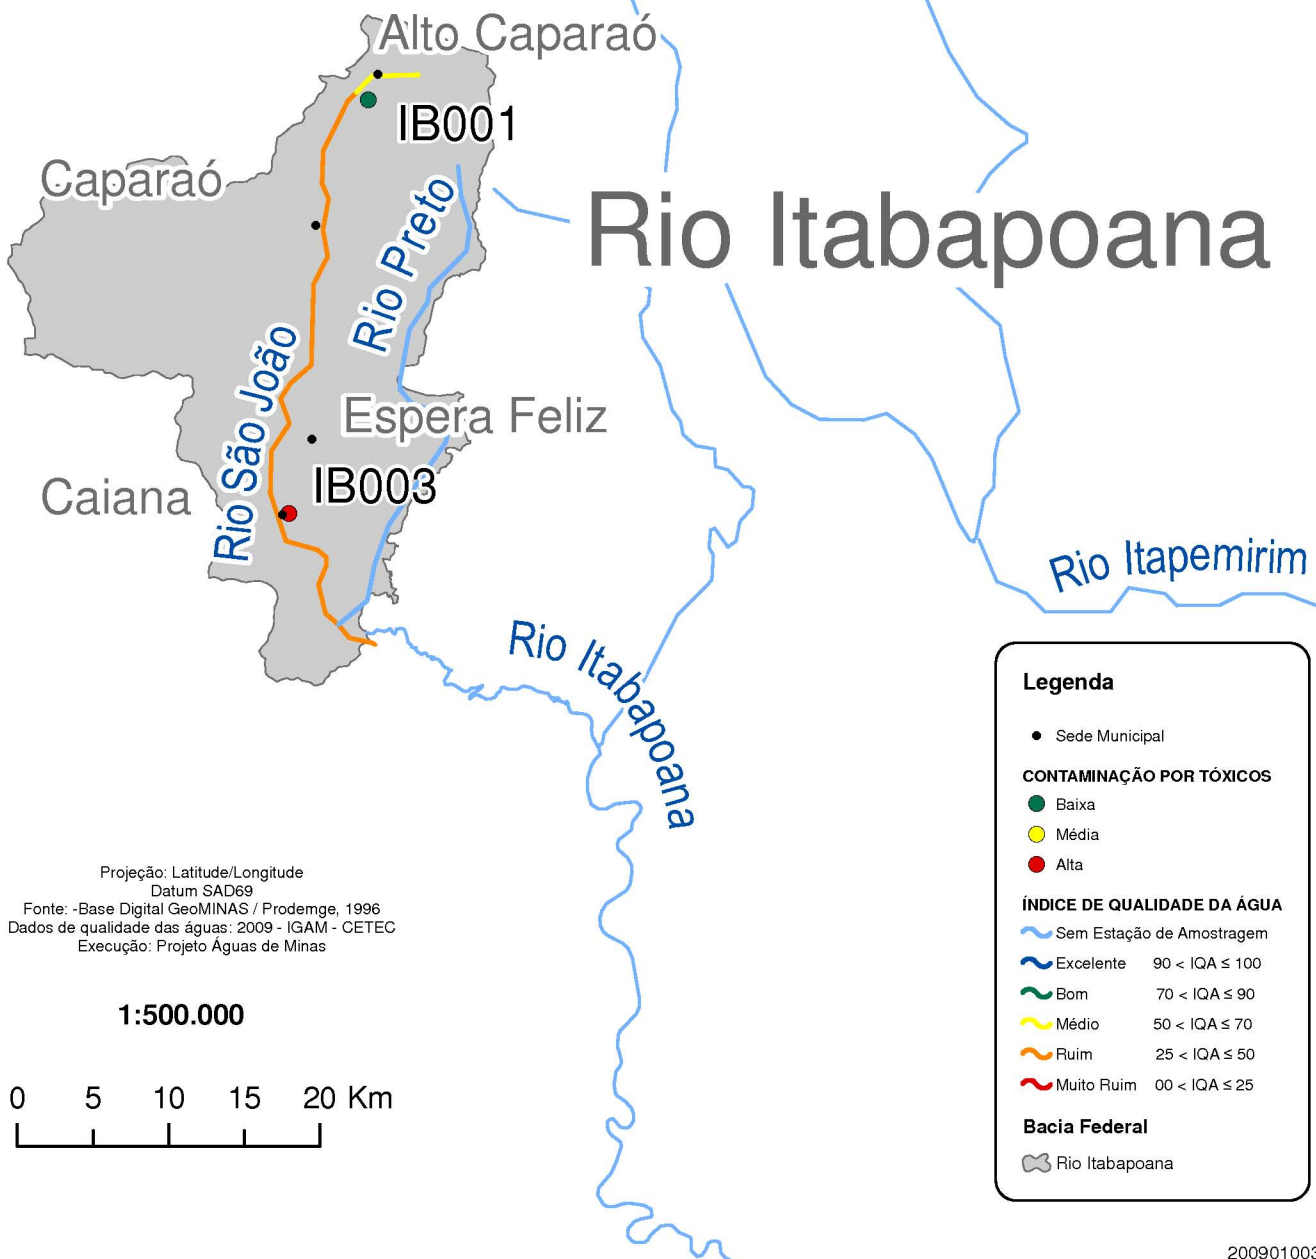 Alto Caparaó
IB001
Caparaó
Rio Preto
Rio Itabapoana
Rio São João
Espera Feliz
IB003
Caiana
Rio Itapemirim
Rio Itabapoana
Projeção: Latitude/Longitude
Datum SAD69
Fonte: -Base Digital GeoMINAS / Prodemge, 1996
Dados de qualidade das águas: 2009 - IGAM - CETEC
Execução: Projeto Águas de Minas
1:500.000
0 5 10 15 20 Km
Legenda
Sede Municipal
CONTAMINAÇÃO POR TÓXICOS
Baixa
Média
Alta
ÍNDICE DE QUALIDADE DA ÁGUA
Sem Estação de Amostragem
Excelente 90 < IQA ≤ 100
Bom 70 < IQA ≤ 90
Médio 50 < IQA ≤ 70
Ruim 25 < IQA ≤ 50
Muito Ruim 00 < IQA ≤ 25
Bacia Federal
Rio Itabapoana
200901003